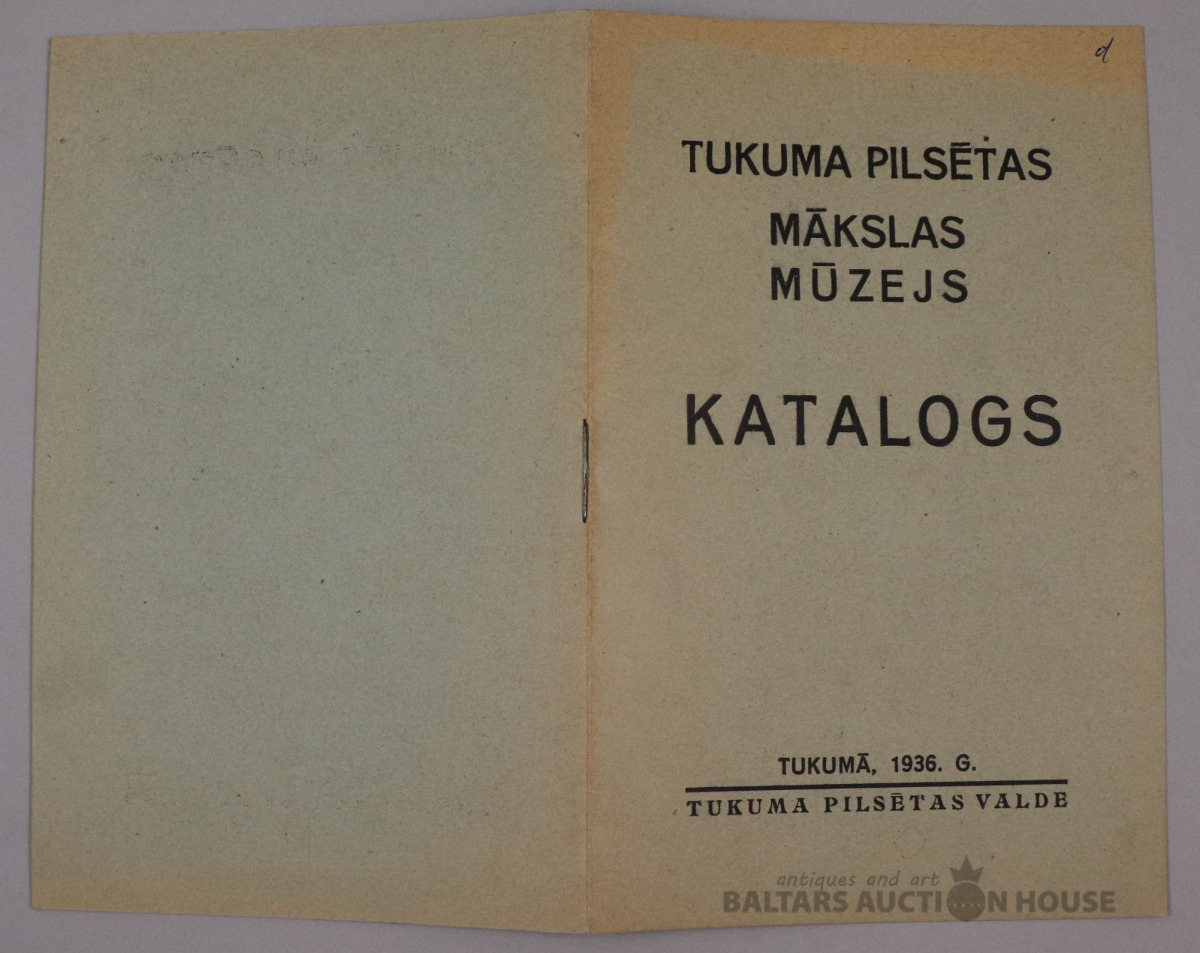 d
TUKUMA PILSĒTAS
MĀKSLAS
MŪZEJS
KATALOGS
TUKUMĀ, 1936. G.
TUKUMA PILSĒTAS VALDE
antiques and art
BALTARS AUCTION HOUSE